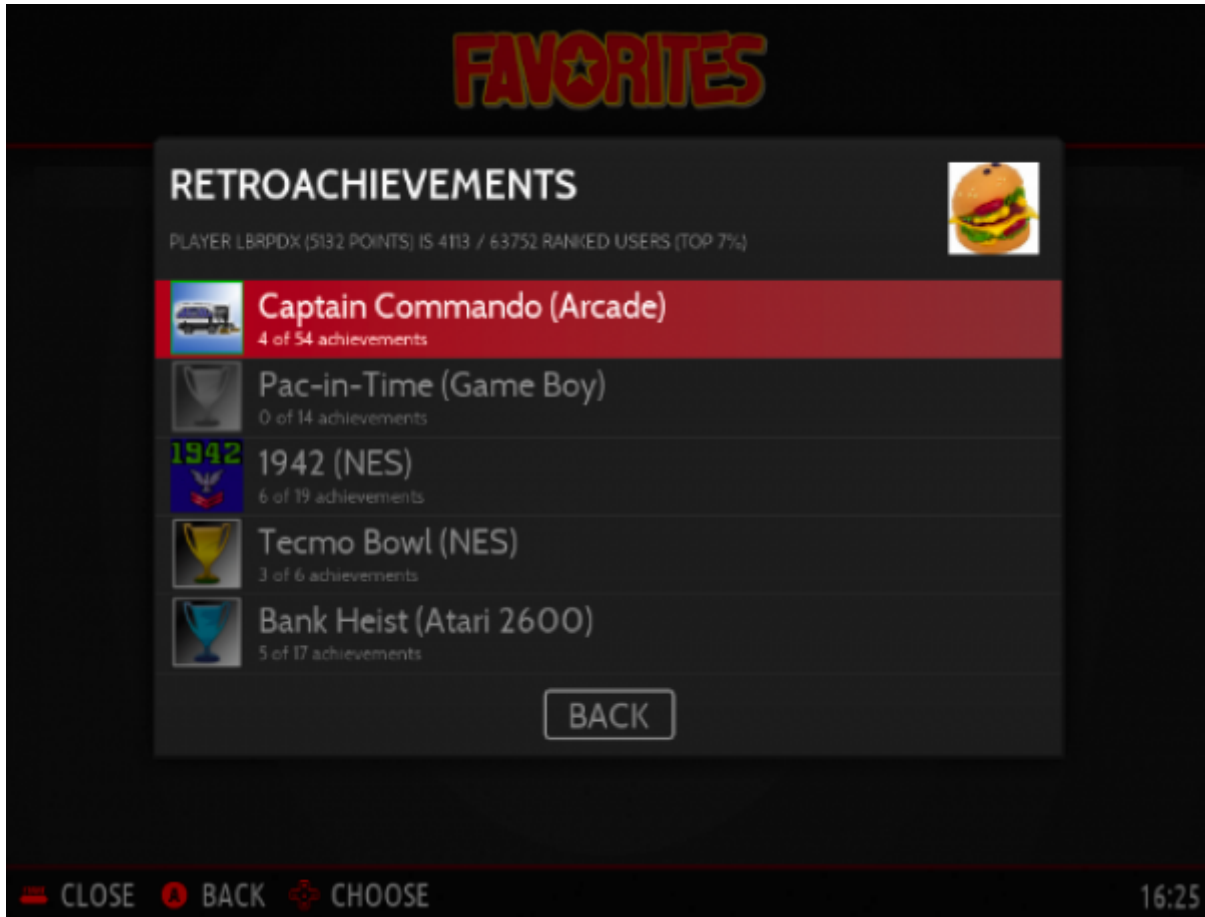 FAVORITES
RETROACHIEVEMENTS
PLAYER LBRPDX (5132 POINTS) IS 4113 / 63752 RANKED USERS (TOP 7%)
Captain Commando (Arcade)
4 of 54 achievements
Pac-in-Time (Game Boy)
0 of 14 achievements
1942
1942 (NES)
6 of 19 achievements
Tecmo Bowl (NES)
3 of 6 achievements
Bank Heist (Atari 2600)
5 of 17 achievements
BACK
CLOSE A BACK CHOOSE 16:25